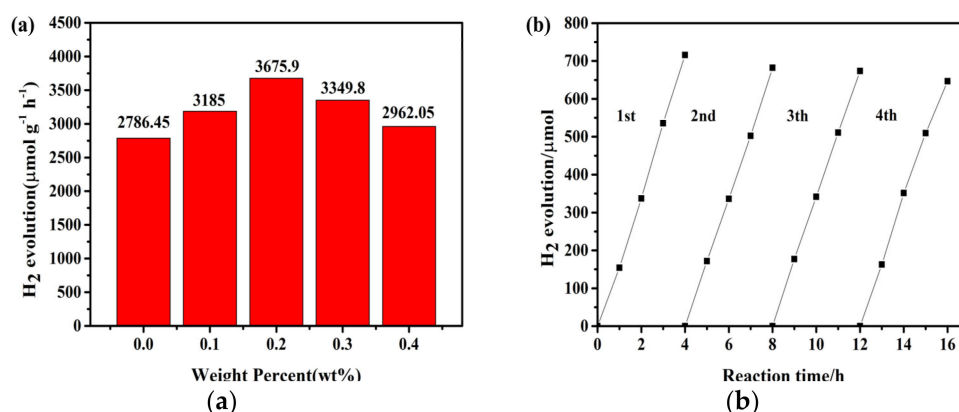 (a)
H2 evolution(μmol g-1 h-1)
4500
4000
3500
3000
2500
2000
1500
1000
500
0
2786.45
3185
3675.9
3349.8
2962.05
0.0 0.1 0.2 0.3 0.4
Weight Percent(wt%)
(a)
(b)
H2 evolution/μmol
800
700
600
500
400
300
200
100
0
1st 2nd 3th 4th
0 2 4 6 8 10 12 14 16
Reaction time/h
(b)